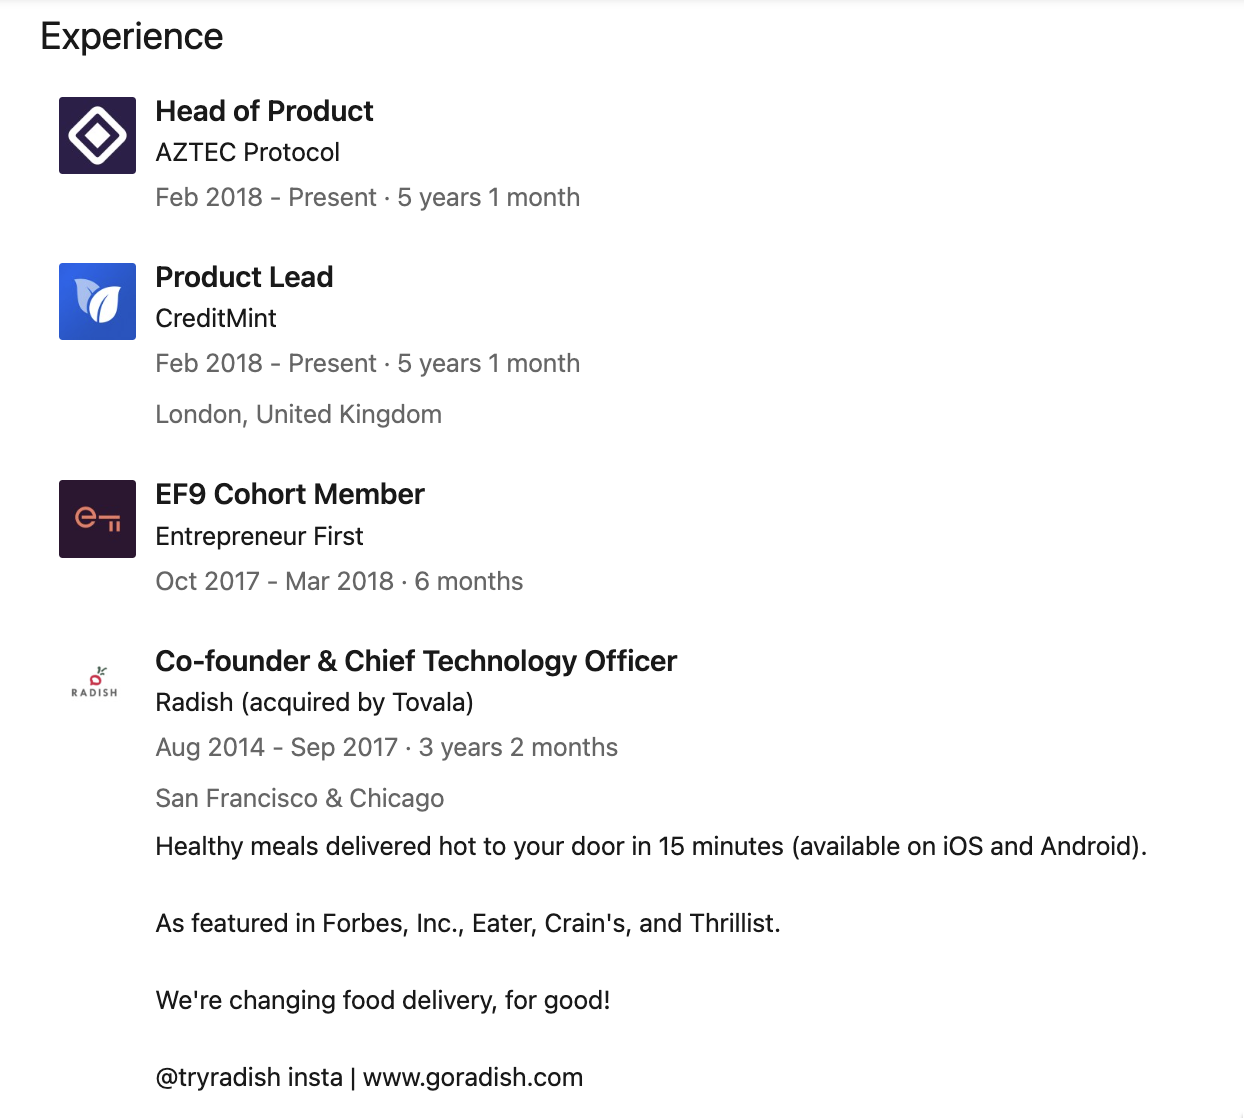 Experience
Head of Product
AZTEC Protocol
Feb 2018 - Present · 5 years 1 month
Product Lead
CreditMint
Feb 2018 - Present · 5 years 1 month
London, United Kingdom
EF9 Cohort Member
Entrepreneur First
Oct 2017 - Mar 2018 · 6 months
RADISH
Co-founder & Chief Technology Officer
Radish (acquired by Tovala)
Aug 2014 - Sep 2017 · 3 years 2 months
San Francisco & Chicago
Healthy meals delivered hot to your door in 15 minutes (available on iOS and Android).
As featured in Forbes, Inc., Eater, Crain's, and Thrillist.
We're changing food delivery, for good!
@tryradish insta | www.goradish.com